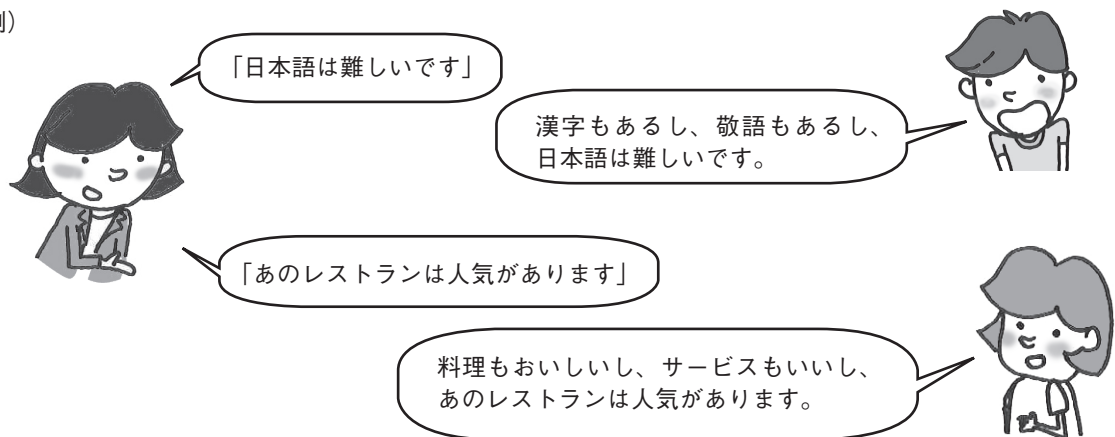 例）
「日本語は難しいです」
漢字もあるし、敬語もあるし、
日本語は難しいです。
「あのレストランは人気があります」
料理もおいしいし、サービスもいいし、
あのレストランは人気があります。